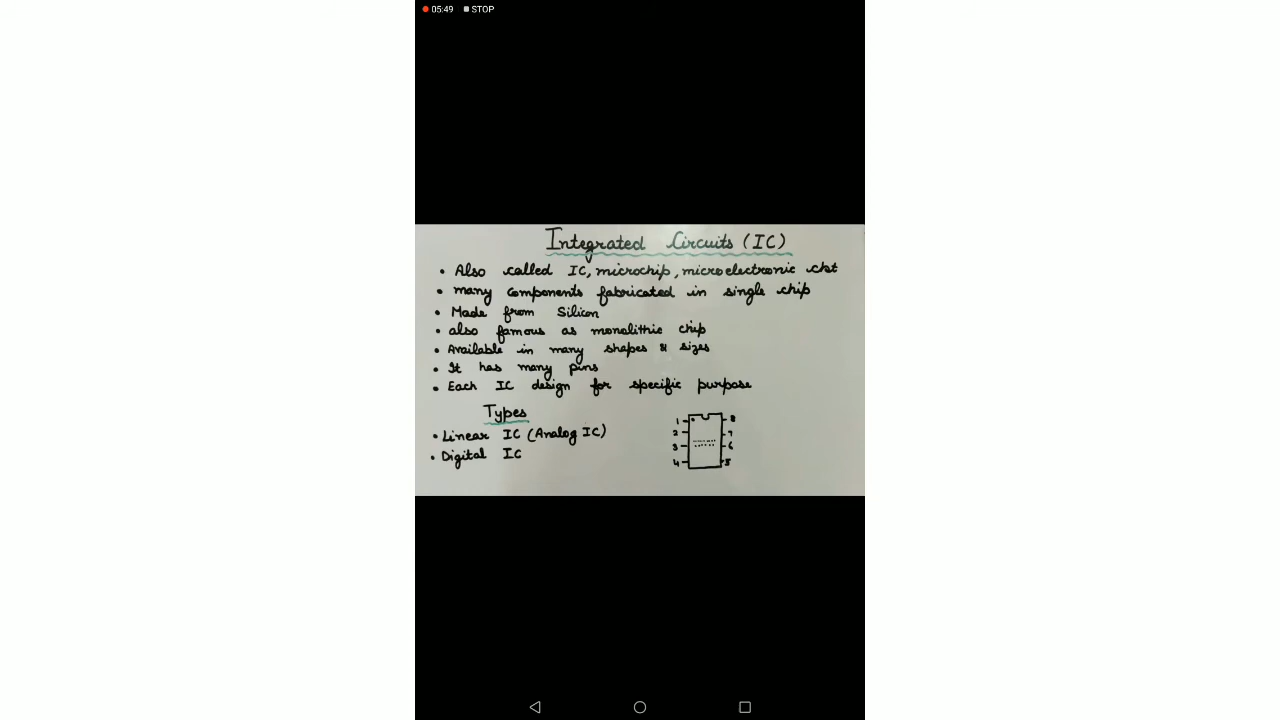 05:49 STOP
Integrated Circuits (IC)
• Also called IC, microchip, microelectronic ckt
• many components fabricated in single chip
• Made from Silicon
• also famous as monolithic chip
• Available in many shapes & sizes
• It has many pins
• Each IC design for specific purpose
Types
• Linear IC (Analog IC)
• Digital IC
1 8
2 7
3 6
4 5